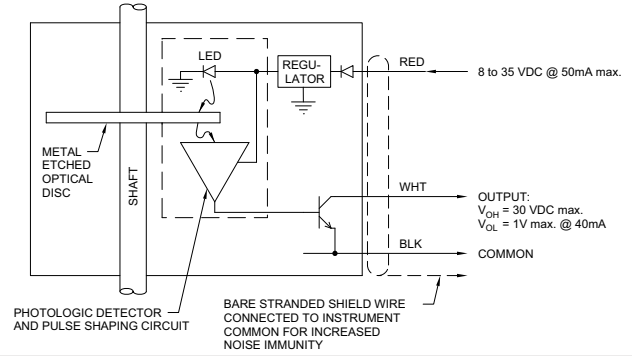 LED
REGU-
LATOR
RED
8 to 35 VDC @ 50mA max.
METAL
ETCHED
OPTICAL
DISC
SHAFT
WHT
OUTPUT:
VOH = 30 VDC max.
VOL = 1V max. @ 40mA
BLK
COMMON
PHOTOLOGIC DETECTOR
AND PULSE SHAPING CIRCUIT
BARE STRANDED SHIELD WIRE
CONNECTED TO INSTRUMENT
COMMON FOR INCREASED
NOISE IMMUNITY